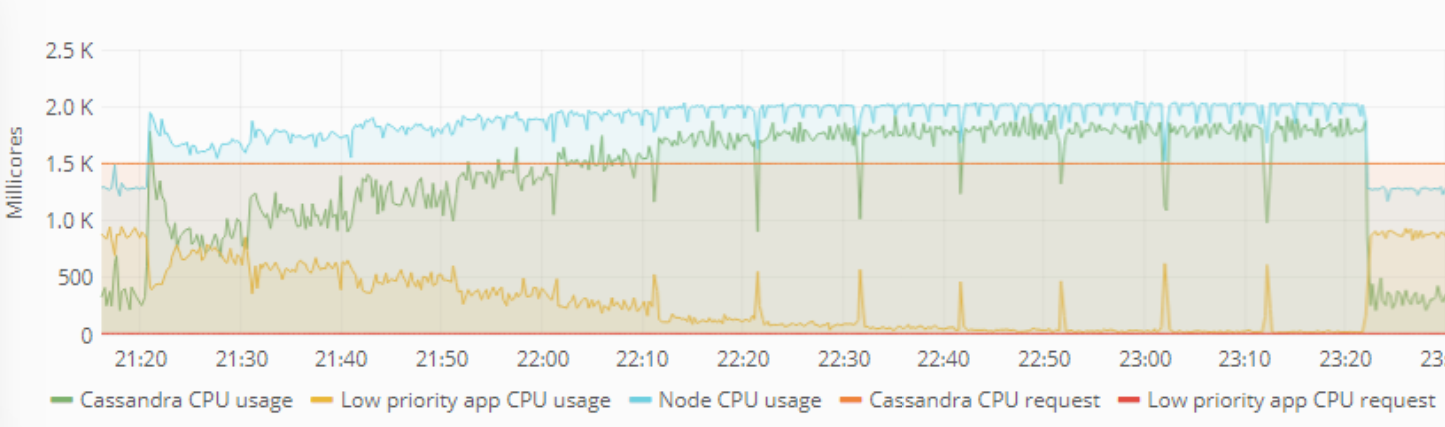 Millicores
2.5 K
2.0 K
1.5 K
1.0 K
500
0
21:20 21:30 21:40 21:50 22:00 22:10 22:20 22:30 22:40 22:50 23:00 23:10 23:20 23:
Cassandra CPU usage Low priority app CPU usage Node CPU usage Cassandra CPU request Low priority app CPU request